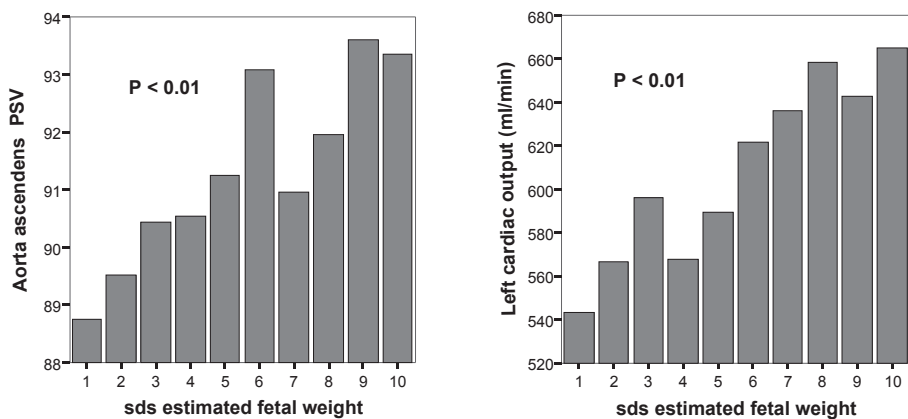 94
93
92
91
90
89
88
Aorta ascendens PSV
P < 0.01
1 2 3 4 5 6 7 8 9 10
sds estimated fetal weight
680
660
640
620
600
580
560
540
520
Left cardiac output (ml/min)
P < 0.01
1 2 3 4 5 6 7 8 9 10
sds estimated fetal weight